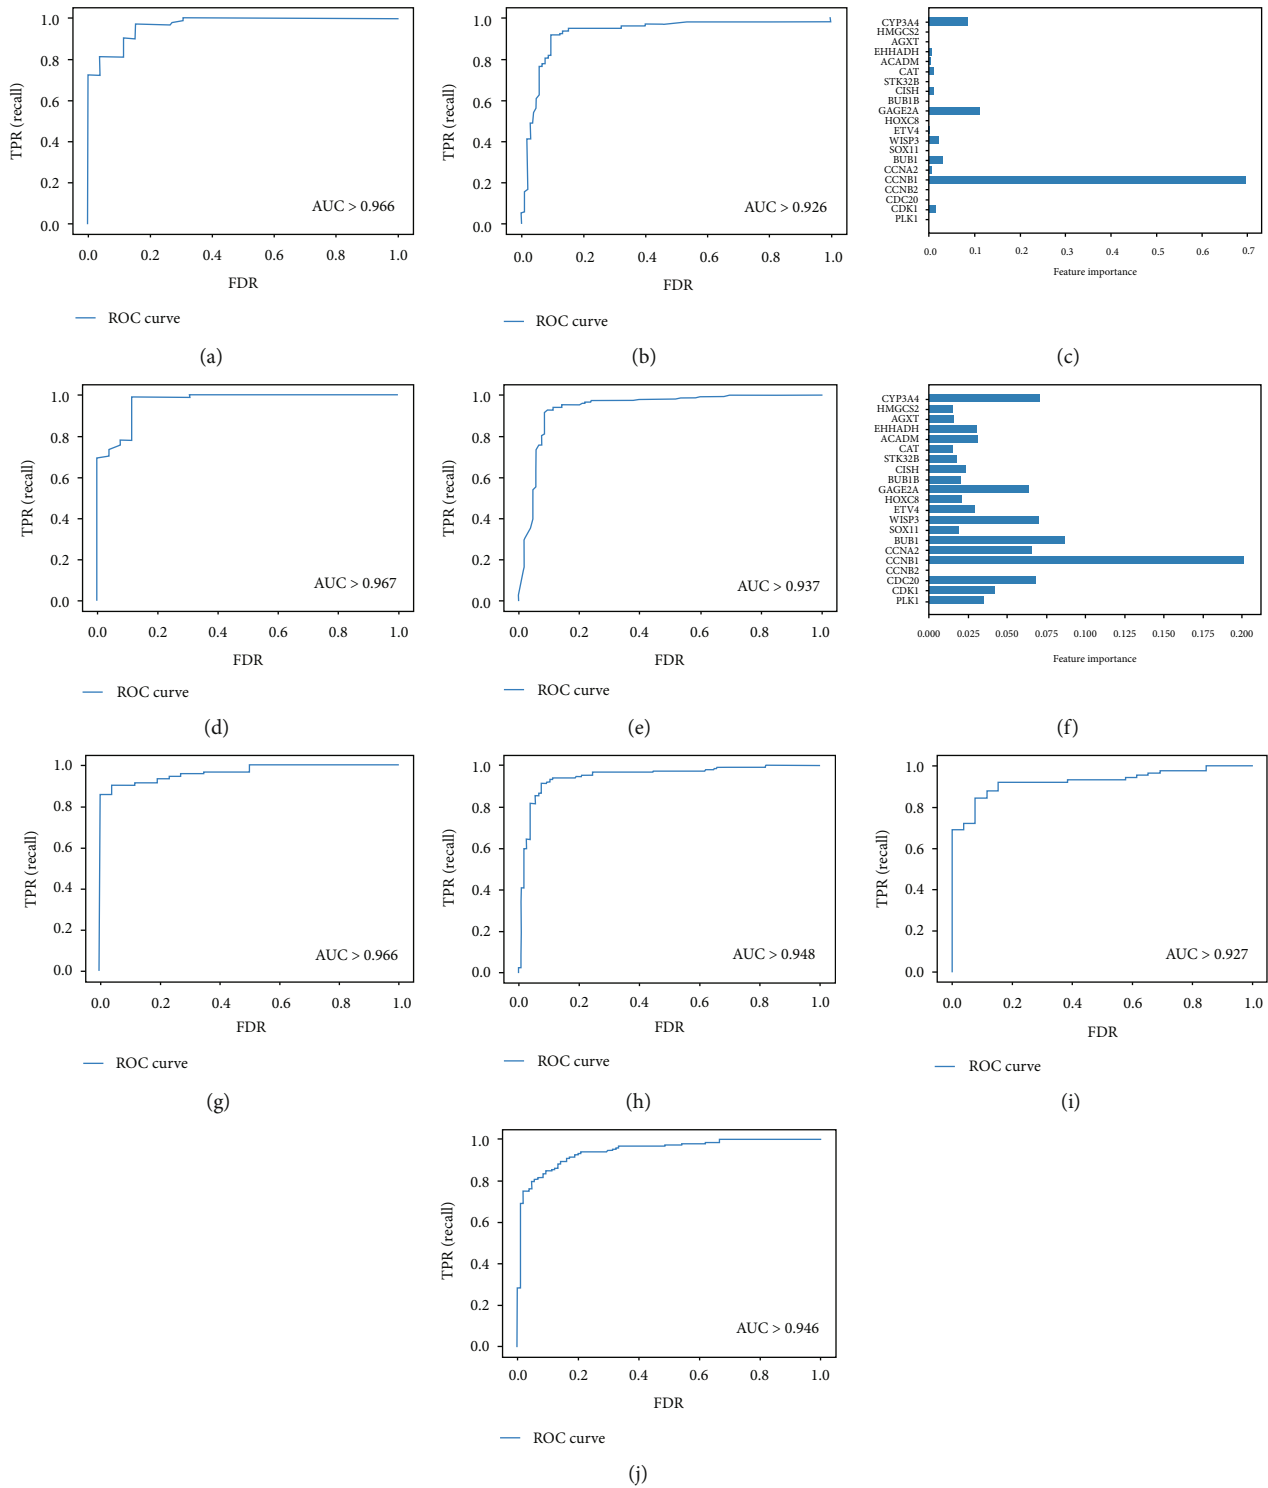 1.0
0.8
0.6
0.4
0.2
0.0
TPR (recall)
AUC > 0.966
0.0 0.2 0.4 0.6 0.8 1.0
FDR
ROC curve
(a)
1.0
0.8
0.6
0.4
0.2
0.0
TPR (recall)
AUC > 0.926
0.0 0.2 0.4 0.6 0.8 1.0
FDR
ROC curve
(b)
CYP3A4
HMGCS2
AGXT
EHHADH
ACADM
CAT
STK32B
CISH
BUB1B
GAGE2A
HOXC8
ETV4
WISP3
SOX11
BUB1
CCNA2
CCNB1
CCNB2
CDC20
CDK1
PLK1
0.0 0.1 0.2 0.3 0.4 0.5 0.6 0.7
Feature importance
(c)
1.0
0.8
0.6
0.4
0.2
0.0
TPR (recall)
AUC > 0.967
0.0 0.2 0.4 0.6 0.8 1.0
FDR
ROC curve
(d)
1.0
0.8
0.6
0.4
0.2
0.0
TPR (recall)
AUC > 0.937
0.0 0.2 0.4 0.6 0.8 1.0
FDR
ROC curve
(e)
CYP3A4
HMGCS2
AGXT
EHHADH
ACADM
CAT
STK32B
CISH
BUB1B
GAGE2A
HOXC8
ETV4
WISP3
SOX11
BUB1
CCNA2
CCNB1
CCNB2
CDC20
CDK1
PLK1
0.000 0.025 0.050 0.075 0.100 0.125 0.150 0.175 0.200
Feature importance
(f)
1.0
0.8
0.6
0.4
0.2
0.0
TPR (recall)
AUC > 0.966
0.0 0.2 0.4 0.6 0.8 1.0
FDR
ROC curve
(g)
1.0
0.8
0.6
0.4
0.2
0.0
TPR (recall)
AUC > 0.948
0.0 0.2 0.4 0.6 0.8 1.0
FDR
ROC curve
(h)
1.0
0.8
0.6
0.4
0.2
0.0
TPR (recall)
AUC > 0.927
0.0 0.2 0.4 0.6 0.8 1.0
FDR
ROC curve
(i)
1.0
0.8
0.6
0.4
0.2
0.0
TPR (recall)
AUC > 0.946
0.0 0.2 0.4 0.6 0.8 1.0
FDR
ROC curve
(j)